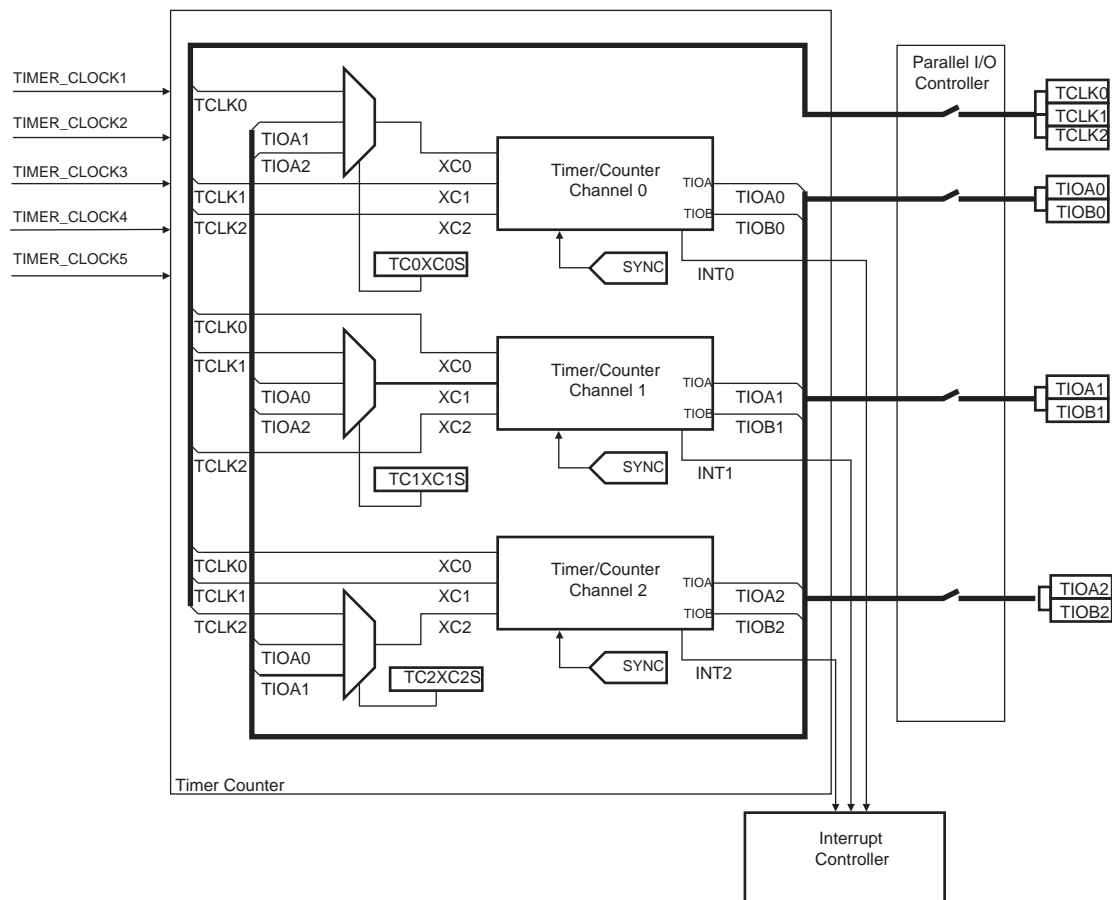 TIMER_CLOCK1
TIMER_CLOCK2
TIMER_CLOCK3
TIMER_CLOCK4
TIMER_CLOCK5
TCLK0
TIOA1
TIOA2
TCLK1
TCLK2
XC0
XC1
XC2
TC0XC0S
Timer/Counter
Channel 0
TIOA
TIOB
TIOA0
TIOB0
SYNC
INT0
TCLK0
TCLK1
TIOA0
TIOA2
TCLK2
XC0
XC1
XC2
TC1XC1S
Timer/Counter
Channel 1
TIOA
TIOB
TIOA1
TIOB1
SYNC
INT1
TCLK0
TCLK1
TCLK2
TIOA0
TIOA1
XC0
XC1
XC2
TC2XC2S
Timer/Counter
Channel 2
TIOA
TIOB
TIOA2
TIOB2
SYNC
INT2
Timer Counter
Parallel I/O
Controller
TCLK0
TCLK1
TCLK2
TIOA0
TIOB0
TIOA1
TIOB1
TIOA2
TIOB2
Interrupt
Controller